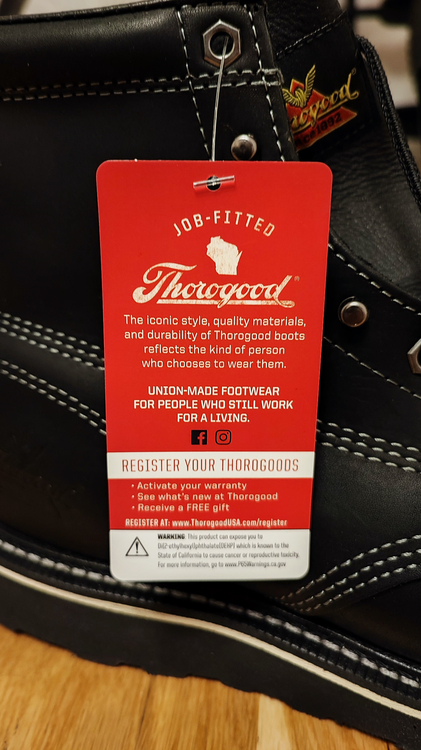 JOB-FITTED
Thorogood®
The iconic style, quality materials,
and durability of Thorogood boots
reflects the kind of person
who chooses to wear them.
UNION-MADE FOOTWEAR
FOR PEOPLE WHO STILL WORK
FOR A LIVING.
REGISTER YOUR THOROGOODS
• Activate your warranty
• See what's new at Thorogood
• Receive a FREE gift
REGISTER AT: www.ThorogoodUSA.com/register
WARNING This product can expose you to
Di(2-ethylhexyl)phthalate(DEHP) which is known to the
State of California to cause cancer or reproductive toxicity.
For more information, go to www.P65Warnings.ca.gov